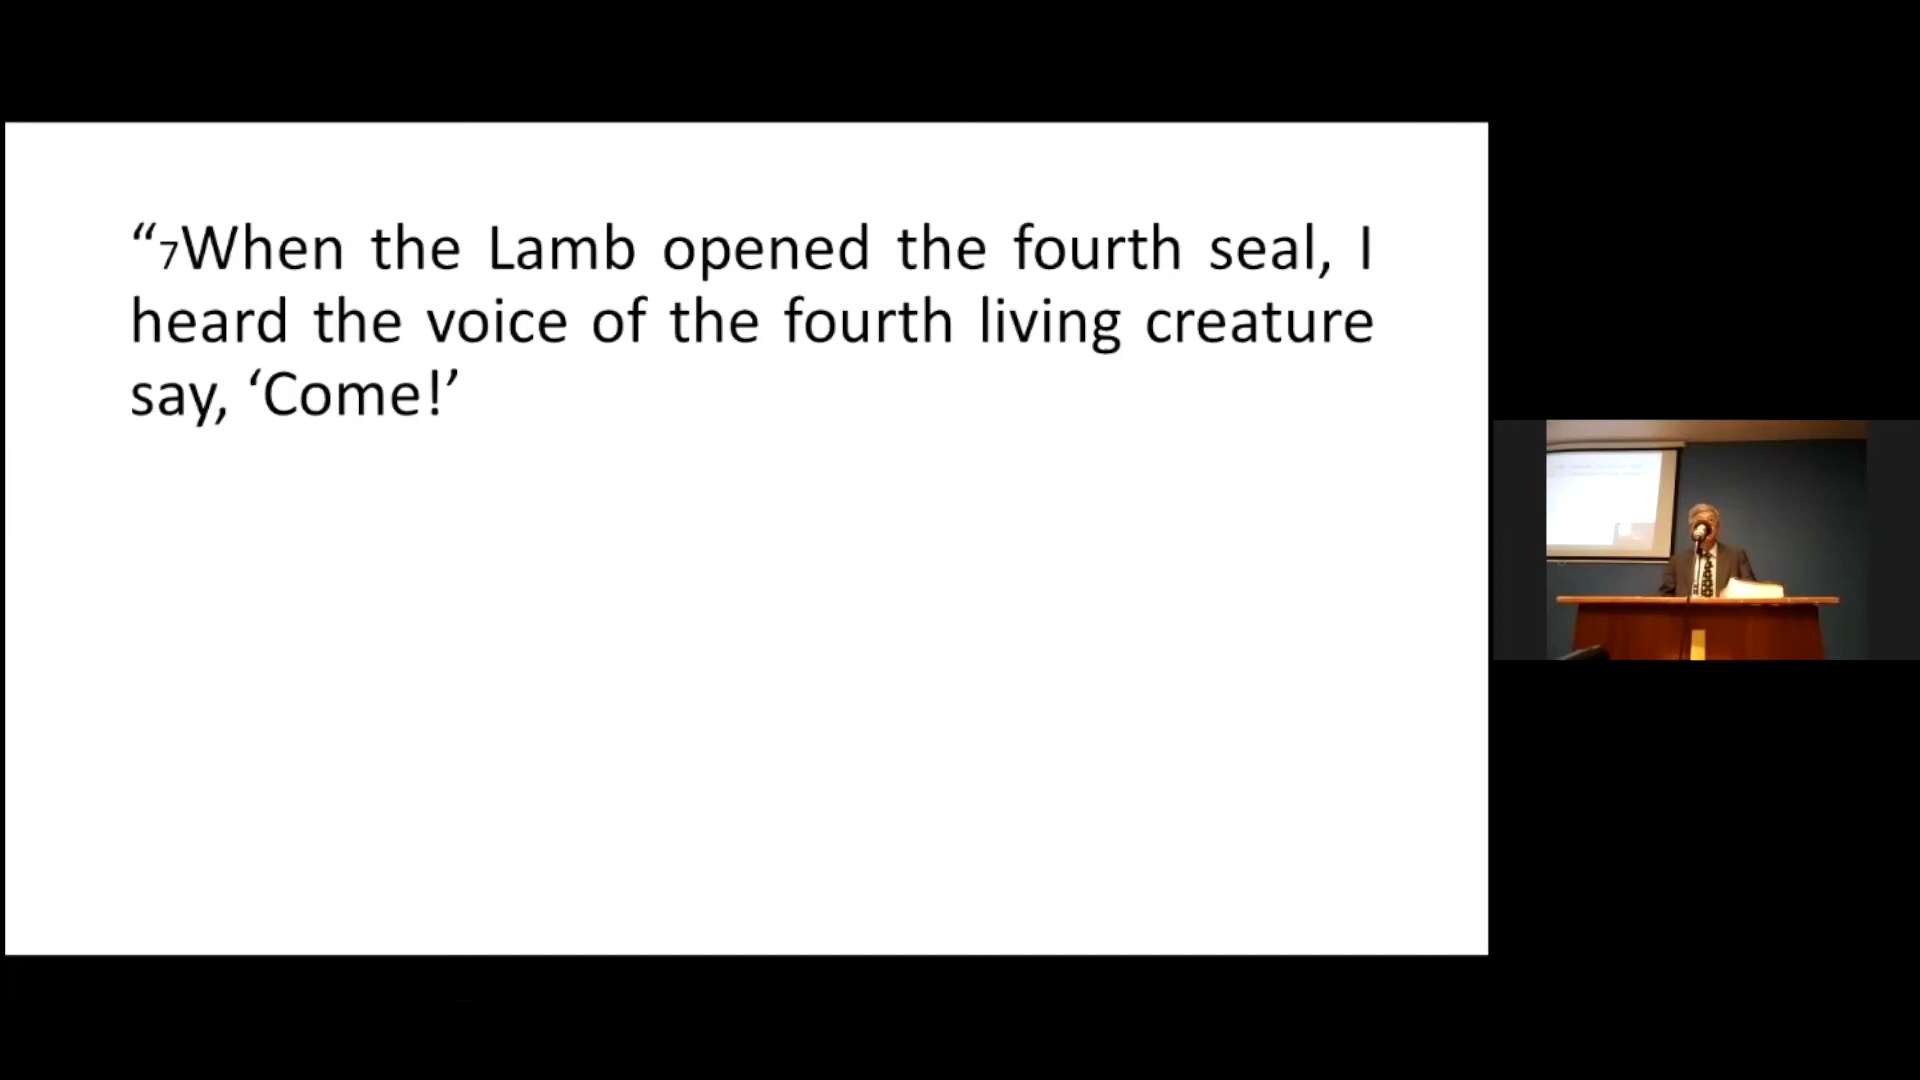 “7When the Lamb opened the fourth seal, I
heard the voice of the fourth living creature
say, ‘Come!’